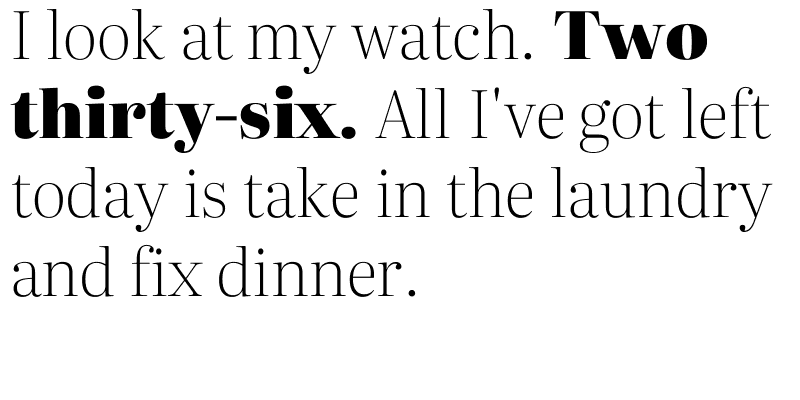 I look at my watch. Two
thirty-six. All I've got left
today is take in the laundry
and fix dinner.